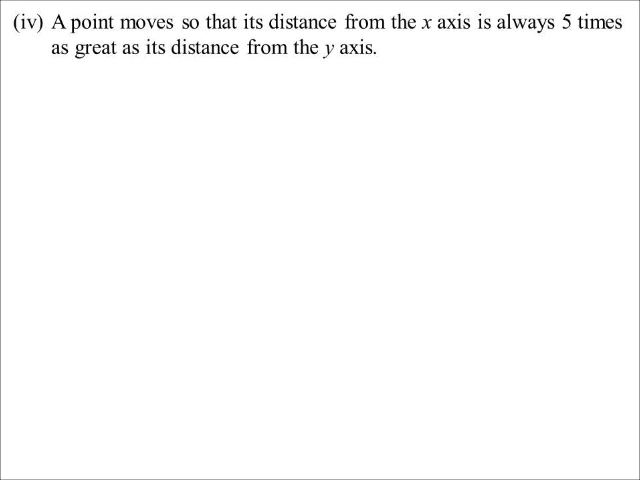 (iv) A point moves so that its distance from the x axis is always 5 times
as great as its distance from the y axis.